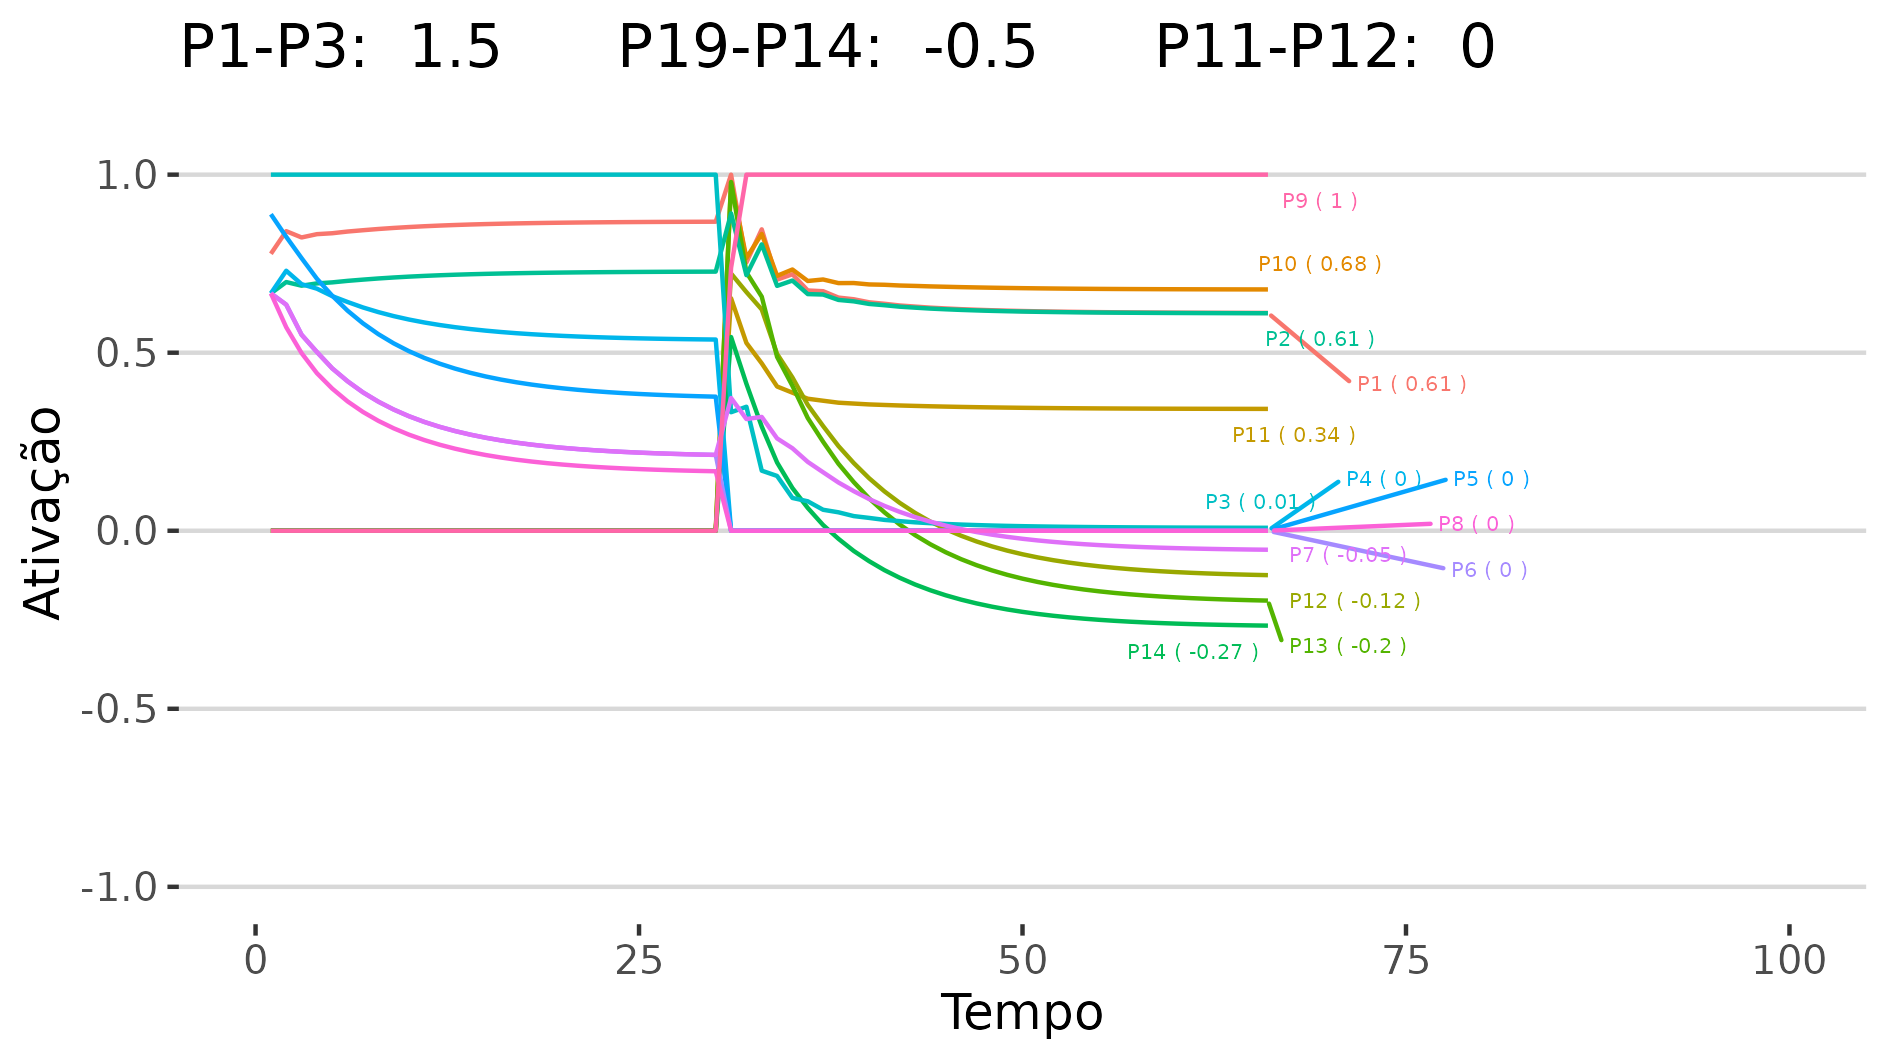 P1-P3:  1.5    P19-P14:  -0.5    P11-P12:  0
1.0
0.5
0.0
-0.5
-1.0
Ativação
P9 ( 1 )
P10 ( 0.68 )
P2 ( 0.61 )
P1 ( 0.61 )
P11 ( 0.34 )
P4 ( 0 )
P5 ( 0 )
P3 ( 0.01 )
P8 ( 0 )
P7 ( -0.05 )
P6 ( 0 )
P12 ( -0.12 )
P13 ( -0.2 )
P14 ( -0.27 )
0 25 50 75 100
Tempo